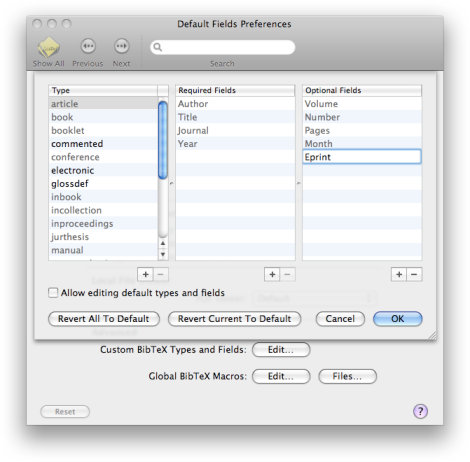 Default Fields Preferences
Show All Previous Next Search
Type Required Fields Optional Fields
article Author Volume
book Title Number
booklet Journal Pages
commented Year Month
conference Eprint
electronic
glossdef
inbook
incollection
inproceedings
jurthesis
manual
+ − + − + −
Allow editing default types and fields
Revert All To Default Revert Current To Default Cancel OK
Custom BibTeX Types and Fields: Edit...
Global BibTeX Macros: Edit... Files...
Reset ?